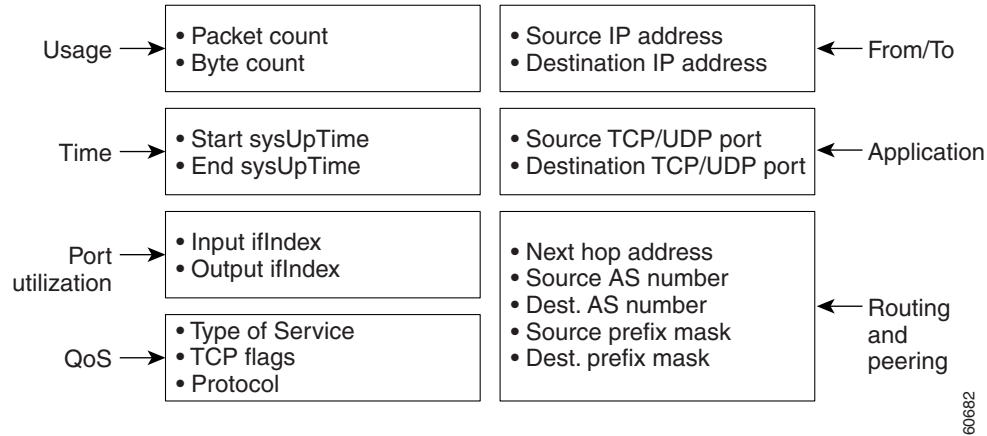 Usage
• Packet count
• Byte count
• Source IP address
• Destination IP address
From/To
Time
• Start sysUpTime
• End sysUpTime
• Source TCP/UDP port
• Destination TCP/UDP port
Application
Port
utilization
• Input ifIndex
• Output ifIndex
QoS
• Type of Service
• TCP flags
• Protocol
• Next hop address
• Source AS number
• Dest. AS number
• Source prefix mask
• Dest. prefix mask
Routing
and
peering
60682